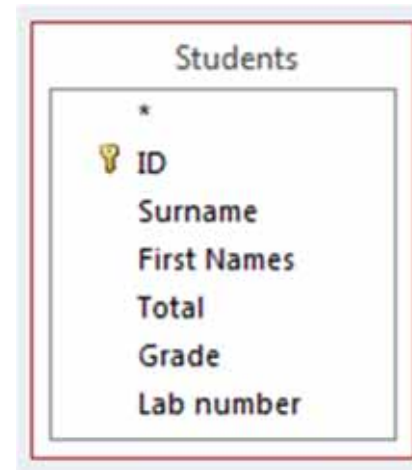 Students
*
ID
Surname
First Names
Total
Grade
Lab number